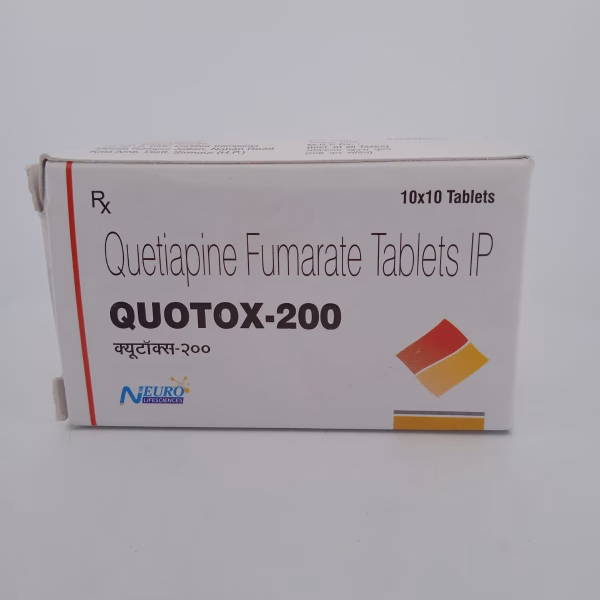 Rx
10x10 Tablets
Quetiapine Fumarate Tablets IP
QUOTOX-200
क्यूटॉक्स-२००
NEURO
LIFESCIENCES